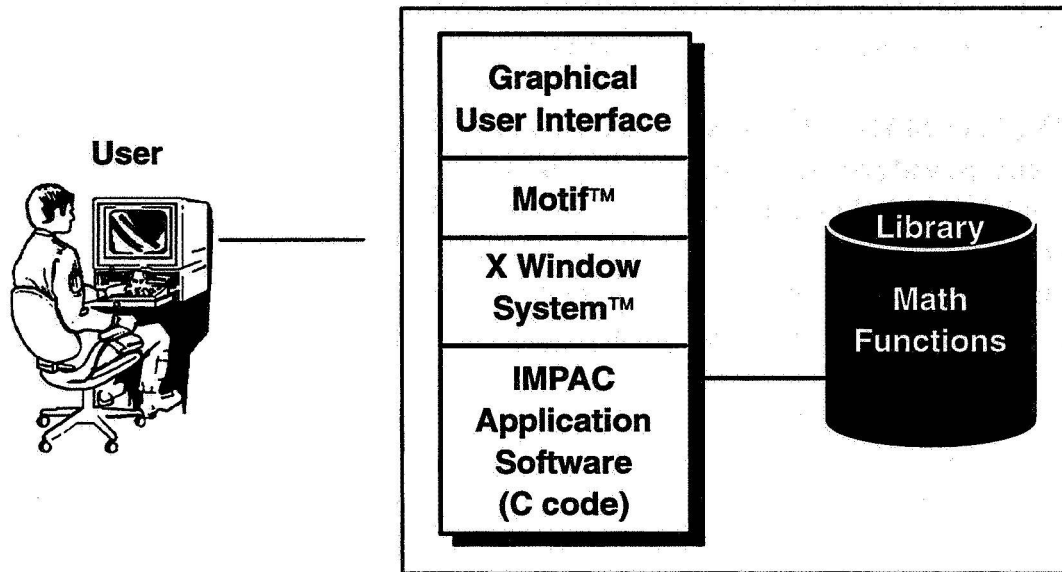 User
Graphical
User Interface
Motif™
X Window
System™
IMPAC
Application
Software
(C code)
Library
Math
Functions